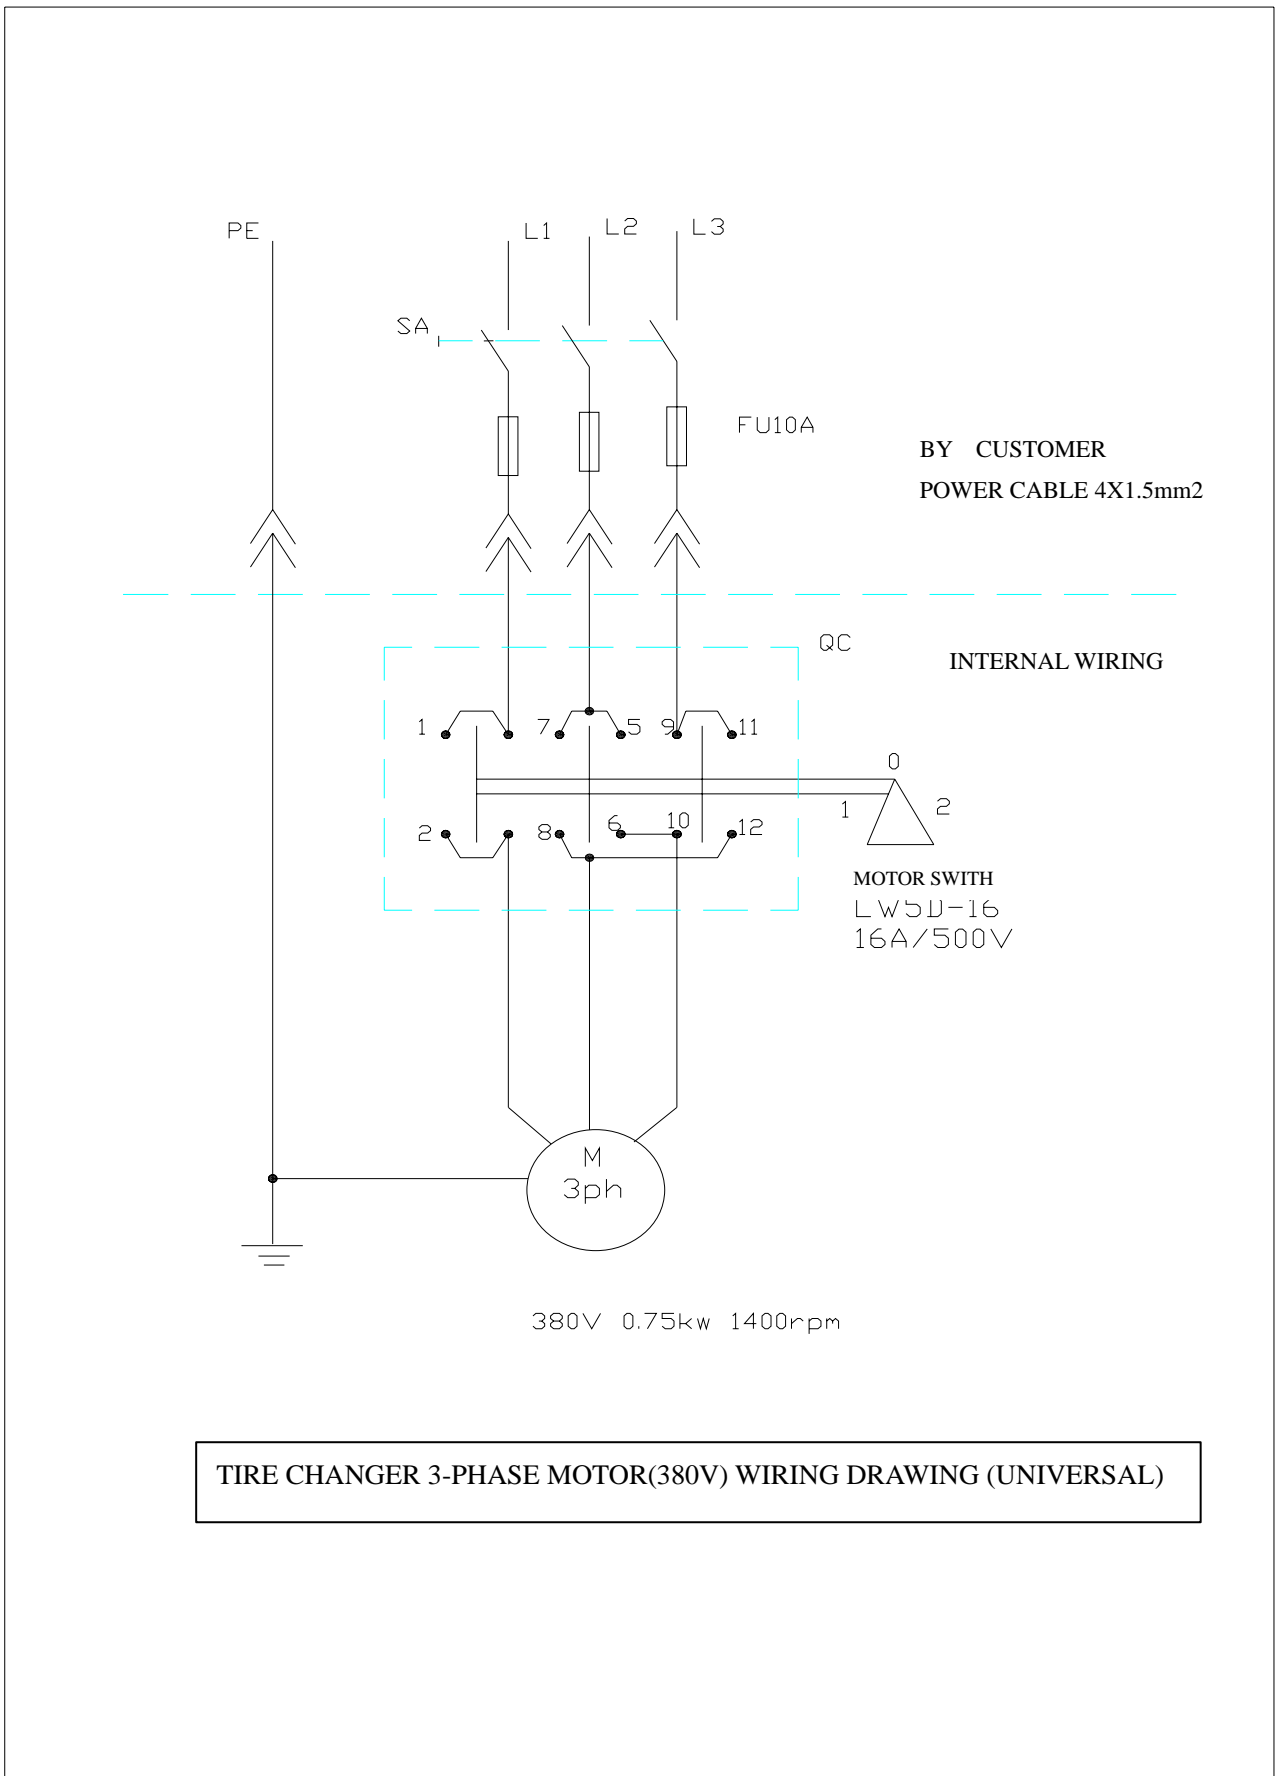 PE
L1
L2
L3
SA
FU10A
BY CUSTOMER
POWER CABLE 4X1.5mm2
QC
INTERNAL WIRING
1 7 5 9 11
0
1 2
2 8 6 10 12
MOTOR SWITH
LW5D-16
16A/500V
M
3ph
380V 0.75kw 1400rpm
TIRE CHANGER 3-PHASE MOTOR(380V) WIRING DRAWING (UNIVERSAL)